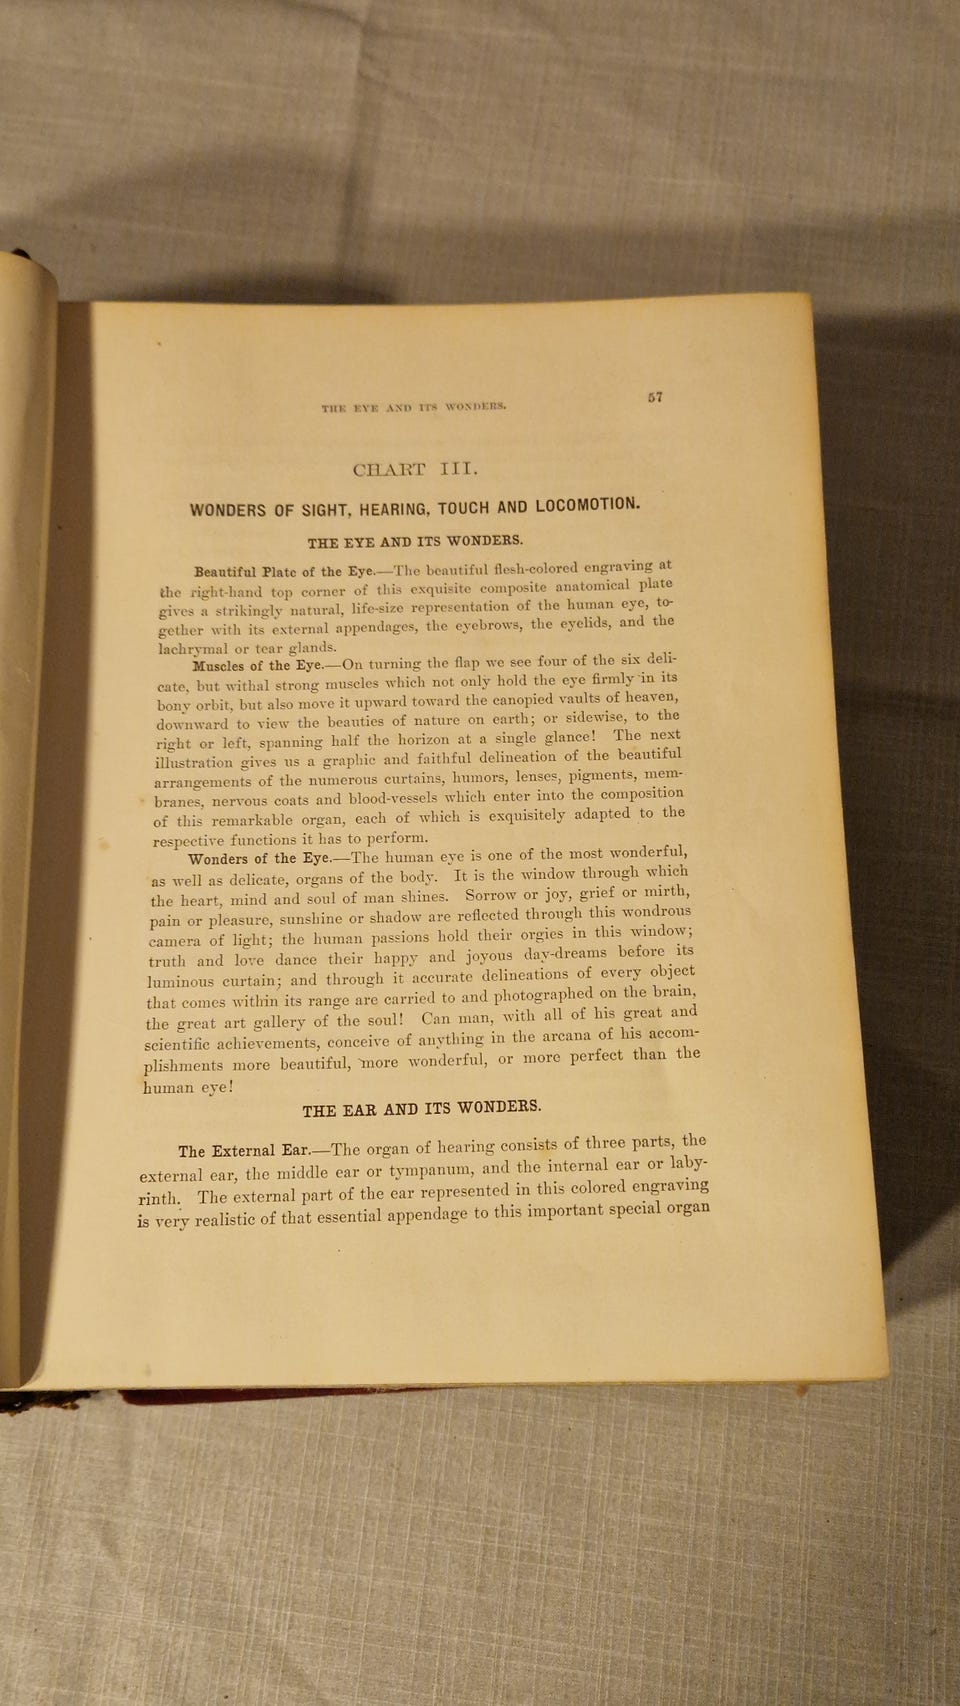 THE EYE AND ITS WONDERS. 57
CHART III.
WONDERS OF SIGHT, HEARING, TOUCH AND LOCOMOTION.
THE EYE AND ITS WONDERS.
Beautiful Plate of the Eye.—The beautiful flesh-colored engraving at
the right-hand top corner of this exquisite composite anatomical plate
gives a strikingly natural, life-size representation of the human eye, to-
gether with its external appendages, the eyebrows, the eyelids, and the
lachrymal or tear glands.
Muscles of the Eye.—On turning the flap we see four of the six deli-
cate, but withal strong muscles which not only hold the eye firmly in its
bony orbit, but also move it upward toward the canopied vaults of heaven,
downward to view the beauties of nature on earth; or sidewise, to the
right or left, spanning half the horizon at a single glance! The next
illustration gives us a graphic and faithful delineation of the beautiful
arrangements of the numerous curtains, humors, lenses, pigments, mem-
branes, nervous coats and blood-vessels which enter into the composition
of this remarkable organ, each of which is exquisitely adapted to the
respective functions it has to perform.
Wonders of the Eye.—The human eye is one of the most wonderful,
as well as delicate, organs of the body. It is the window through which
the heart, mind and soul of man shines. Sorrow or joy, grief or mirth,
pain or pleasure, sunshine or shadow are reflected through this wondrous
camera of light; the human passions hold their orgies in this window;
truth and love dance their happy and joyous day-dreams before its
luminous curtain; and through it accurate delineations of every object
that comes within its range are carried to and photographed on the brain,
the great art gallery of the soul! Can man, with all of his great and
scientific achievements, conceive of anything in the arcana of his accom-
plishments more beautiful, more wonderful, or more perfect than the
human eye!
THE EAR AND ITS WONDERS.
The External Ear.—The organ of hearing consists of three parts, the
external ear, the middle ear or tympanum, and the internal ear or laby-
rinth. The external part of the ear represented in this colored engraving
is very realistic of that essential appendage to this important special organ